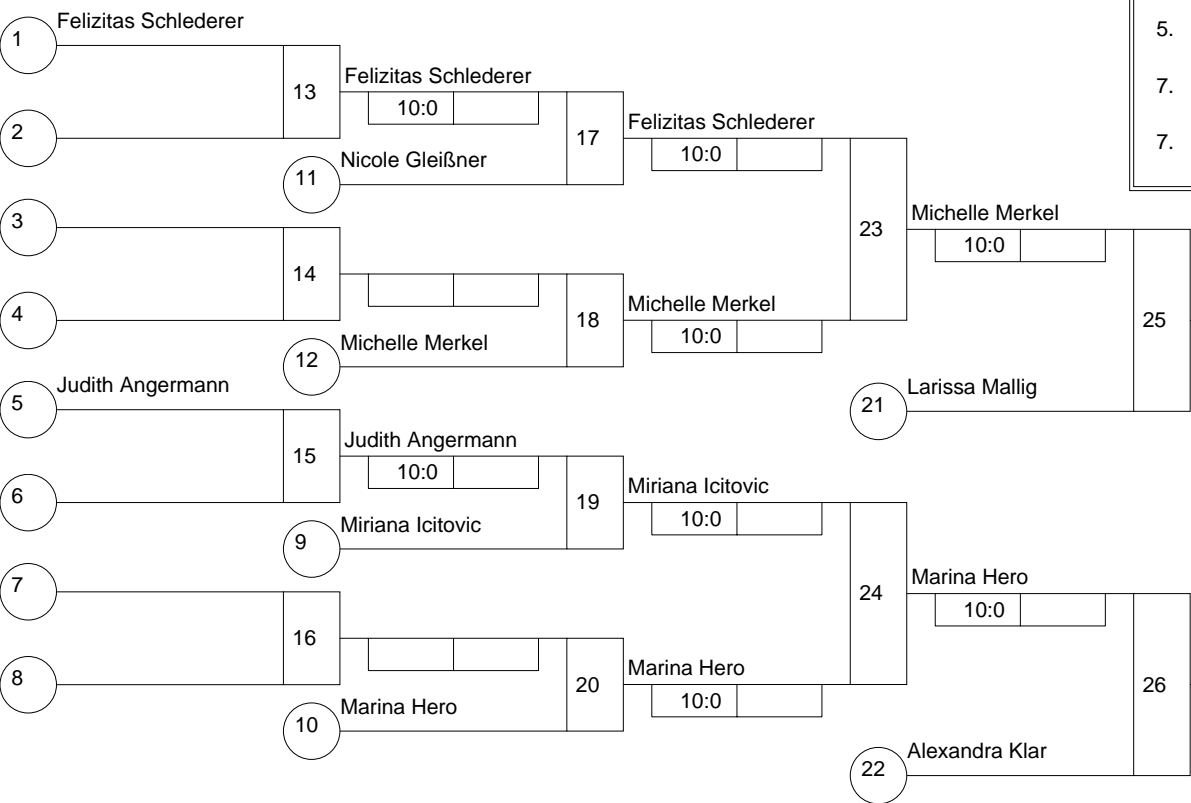 Felizitas Schlederer
1
5.
13
Felizitas Schlederer
10:0
7.
2
17
Felizitas Schlederer
10:0
7.
11
Nicole Gleißner
3
23
Michelle Merkel
10:0
14
4
18
Michelle Merkel
10:0
25
12
Michelle Merkel
5
Judith Angermann
21
Larissa Mallig
15
Judith Angermann
10:0
6
19
Miriana Icitovic
10:0
9
Miriana Icitovic
7
24
Marina Hero
10:0
16
8
20
Marina Hero
10:0
26
10
Marina Hero
22
Alexandra Klar